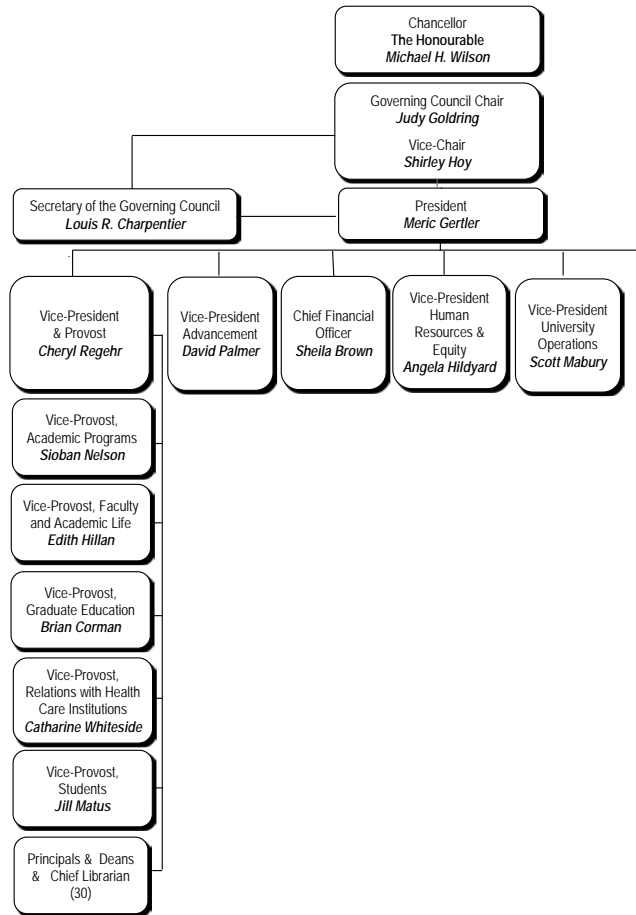 Chancellor
The Honourable
Michael H. Wilson
Governing Council Chair
Judy Goldring
Vice-Chair
Shirley Hoy
Secretary of the Governing Council
Louis R. Charpentier
President
Meric Gertler
Vice-President
& Provost
Cheryl Regehr
Vice-President
Advancement
David Palmer
Chief Financial
Officer
Sheila Brown
Vice-President
Human
Resources &
Equity
Angela Hildyard
Vice-President
University
Operations
Scott Mabury
Vice-Provost,
Academic Programs
Sioban Nelson
Vice-Provost, Faculty
and Academic Life
Edith Hillan
Vice-Provost,
Graduate Education
Brian Corman
Vice-Provost,
Relations with Health
Care Institutions
Catharine Whiteside
Vice-Provost,
Students
Jill Matus
Principals & Deans
& Chief Librarian
(30)